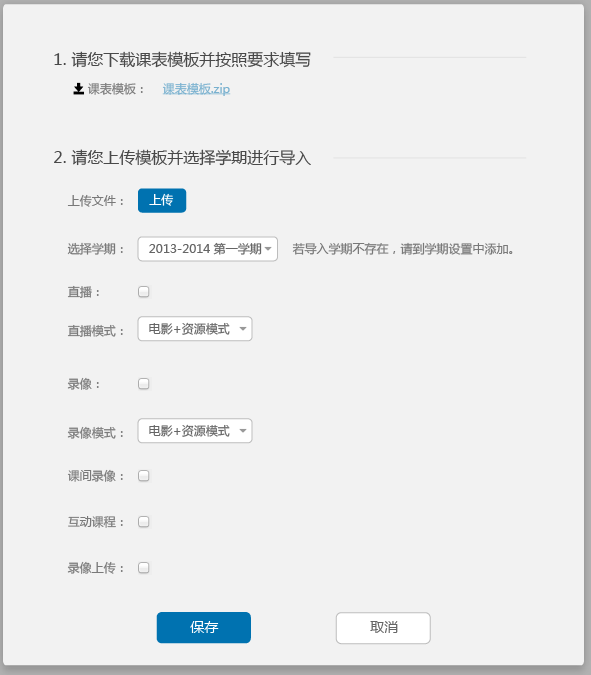 1. 请您下载课表模板并按照要求填写
课表模板： 课表模板.zip
2. 请您上传模板并选择学期进行导入
上传文件： 上传
选择学期： 2013-2014 第一学期 若导入学期不存在，请到学期设置中添加。
直播：
直播模式： 电影+资源模式
录像：
录像模式： 电影+资源模式
课间录像：
互动课程：
录像上传：
保存 取消